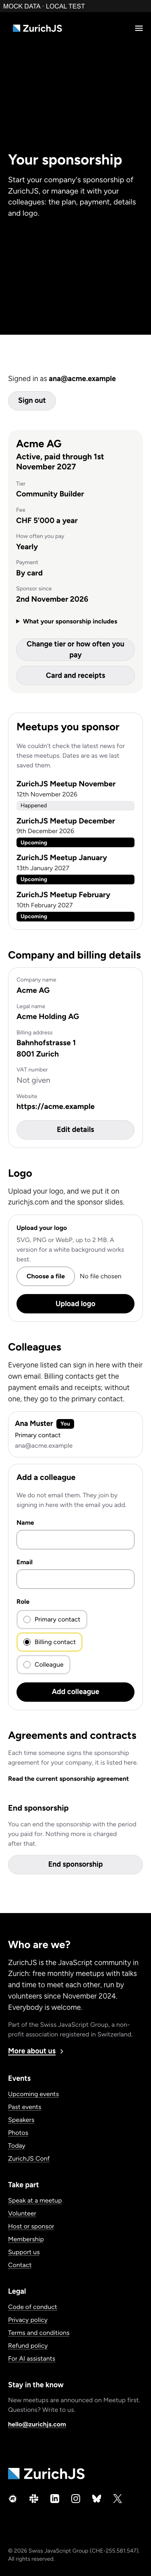 MOCK DATA · LOCAL TEST
ZurichJS
Your sponsorship
Start your company's sponsorship of
ZurichJS, or manage it with your
companies: the plan, payment, details
and logo.
Signed in as ana@acme.example
Sign out
Acme AG
Active, paid through 1st
November 2027
Tier
Community Builder
Fee
CHF 5'000 a year
How often you pay
Yearly
Payment
By card
Sponsor since
2nd November 2026
What your sponsorship includes
Change tier or how often you
pay
Card and receipts
Meetups you sponsor
We couldn't check the latest news for
these meetups. Dates are as we last
saved them.
ZurichJS Meetup November
12th November 2026
Happened
ZurichJS Meetup December
9th December 2026
Upcoming
ZurichJS Meetup January
13th January 2027
Upcoming
ZurichJS Meetup February
10th February 2027
Upcoming
Company and billing details
Company name
Acme AG
Legal name
Acme Holding AG
Billing address
Bahnhofstrasse 1
8001 Zurich
VAT number
Not given
Website
https://acme.example
Edit details
Logo
Upload your logo, and we put it on
zurichjs.com and the sponsor slides.
Upload your logo
SVG, PNG or WebP, up to 2 MB. A
version for a white background works
best.
Choose a file
No file chosen
Upload logo
Colleagues
Everyone listed can sign in here with their
own email. Billing contacts get the
payment emails and receipts; without
one, they go to the primary contact.
Ana Muster You
Primary contact
ana@acme.example
Add a colleague
We do not email them. They join by
signing in here with the email you add.
Name
Email
Role
Primary contact
Billing contact
Colleague
Add colleague
Agreements and contracts
Each time someone signs the sponsorship
agreement for your company, it is listed here.
Read the current sponsorship agreement
End sponsorship
You can end the sponsorship with the period
you paid for. Nothing more is charged
after that.
End sponsorship
Who are we?
ZurichJS is the JavaScript community in
Zurich: free monthly meetups with talks
and time to meet each other, run by
volunteers since November 2024.
Everybody is welcome.
Part of the Swiss JavaScript Group, a non-
profit association registered in Switzerland.
More about us
Events
Upcoming events
Past events
Speakers
Photos
Today
ZurichJS Conf
Take part
Speak at a meetup
Volunteer
Host or sponsor
Membership
Support us
Contact
Legal
Code of conduct
Privacy policy
Terms and conditions
Refund policy
For AI assistants
Stay in the know
New meetups are announced on Meetup first.
Questions? Write to us.
hello@zurichjs.com
ZurichJS
© 2026 Swiss JavaScript Group (CHE-255.581.547).
All rights reserved.